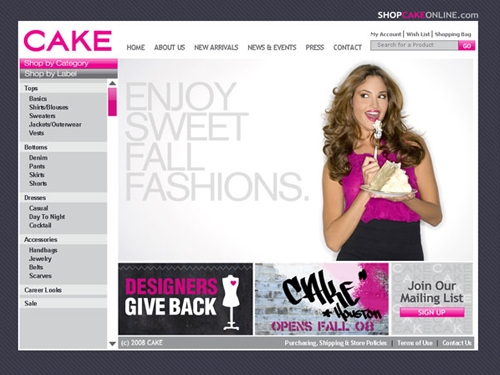 SHOPCAKEONLINE.com
CAKE
My Account | Wish List | Shopping Bag
HOME ABOUT US NEW ARRIVALS NEWS & EVENTS PRESS CONTACT
Search for a Product GO
Shop by Category
Shop by Label
Tops
Basics
Shirts/Blouses
Sweaters
Jackets/Outerwear
Vests
Bottoms
Denim
Pants
Skirts
Shorts
Dresses
Casual
Day To Night
Cocktail
Accessories
Handbags
Jewelry
Belts
Scarves
Career Looks
Sale
ENJOY
SWEET
FALL
FASHIONS.
DESIGNERS
GIVE BACK
CAKE
Houston
OPENS FALL 08
Join Our
Mailing List
SIGN UP
(c) 2008 CAKE
Purchasing, Shipping & Store Policies | Terms of Use | Contact Us